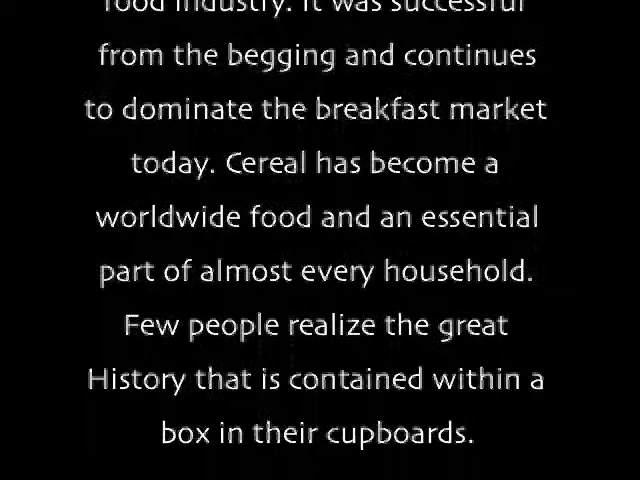 food industry. It was successful
from the begging and continues
to dominate the breakfast market
today. Cereal has become a
worldwide food and an essential
part of almost every household.
Few people realize the great
History that is contained within a
box in their cupboards.